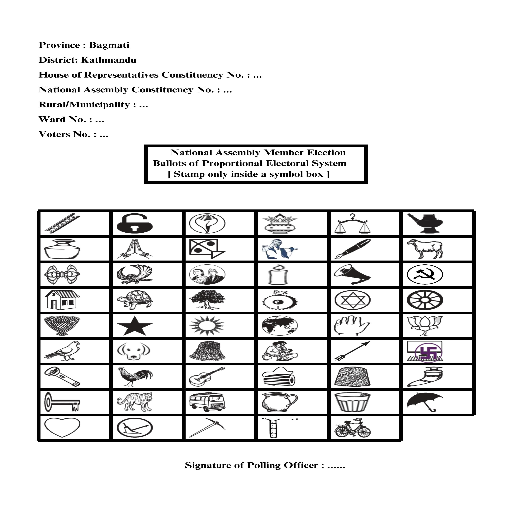 Province : Bagmati
District: Kathmandu
House of Representatives Constituency No. : ...
National Assembly Constituency No. : ...
Rural/Municipality : ...
Ward No. : ...
Voters No. : ...
National Assembly Member Election
Ballots of Proportional Electoral System
[ Stamp only inside a symbol box ]
Signature of Polling Officer : ......